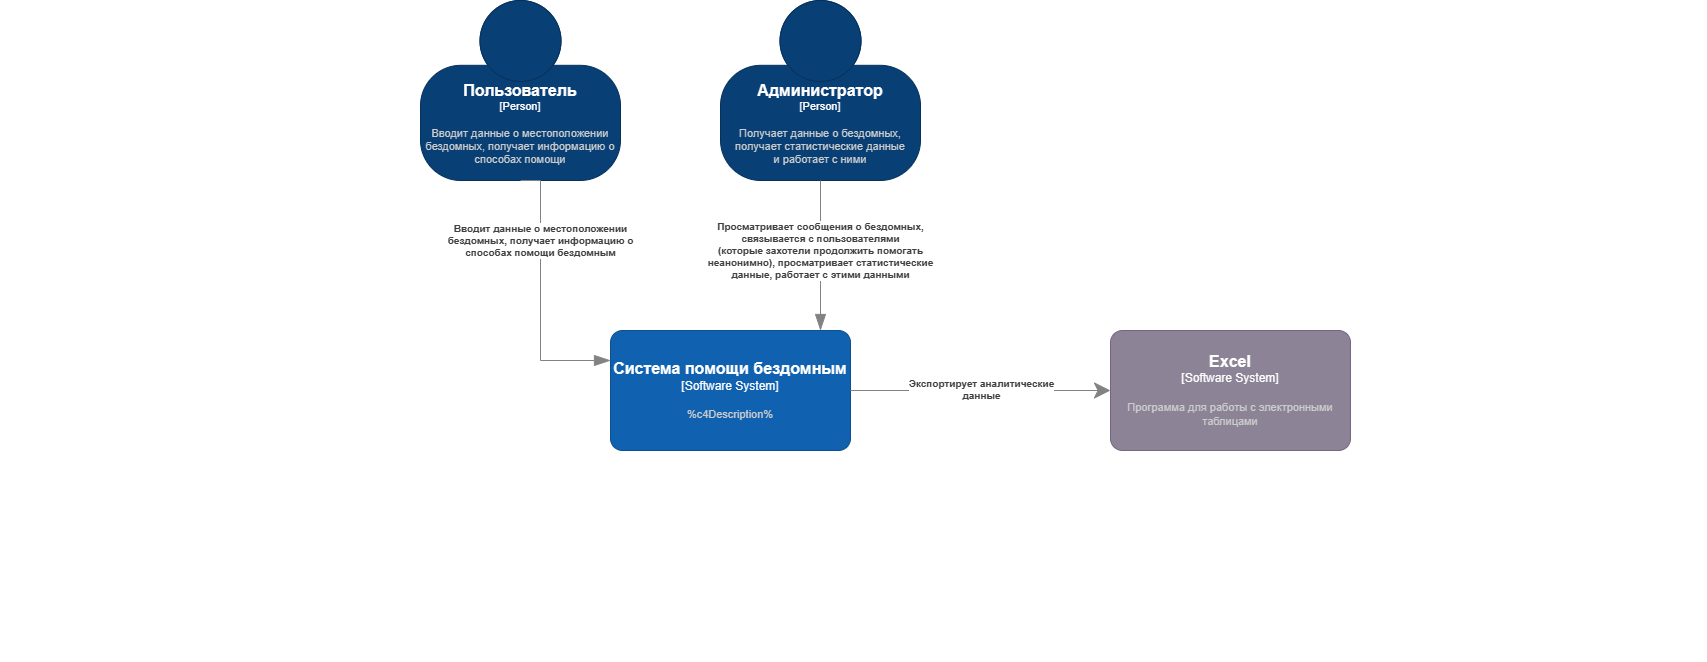 Пользователь
[Person]
Вводит данные о местоположении
бездомных, получает информацию о
способах помощи
Администратор
[Person]
Получает данные о бездомных,
получает статистические данные
и работает с ними
Вводит данные о местоположении
бездомных, получает информацию о
способах помощи бездомным
Просматривает сообщения о бездомных,
связывается с пользователями
(которые захотели продолжить помогать
неанонимно), просматривает статистические
данные, работает с этими данными
Система помощи бездомным
[Software System]
%c4Description%
Экспортирует аналитические
данные
Excel
[Software System]
Программа для работы с электронными
таблицами